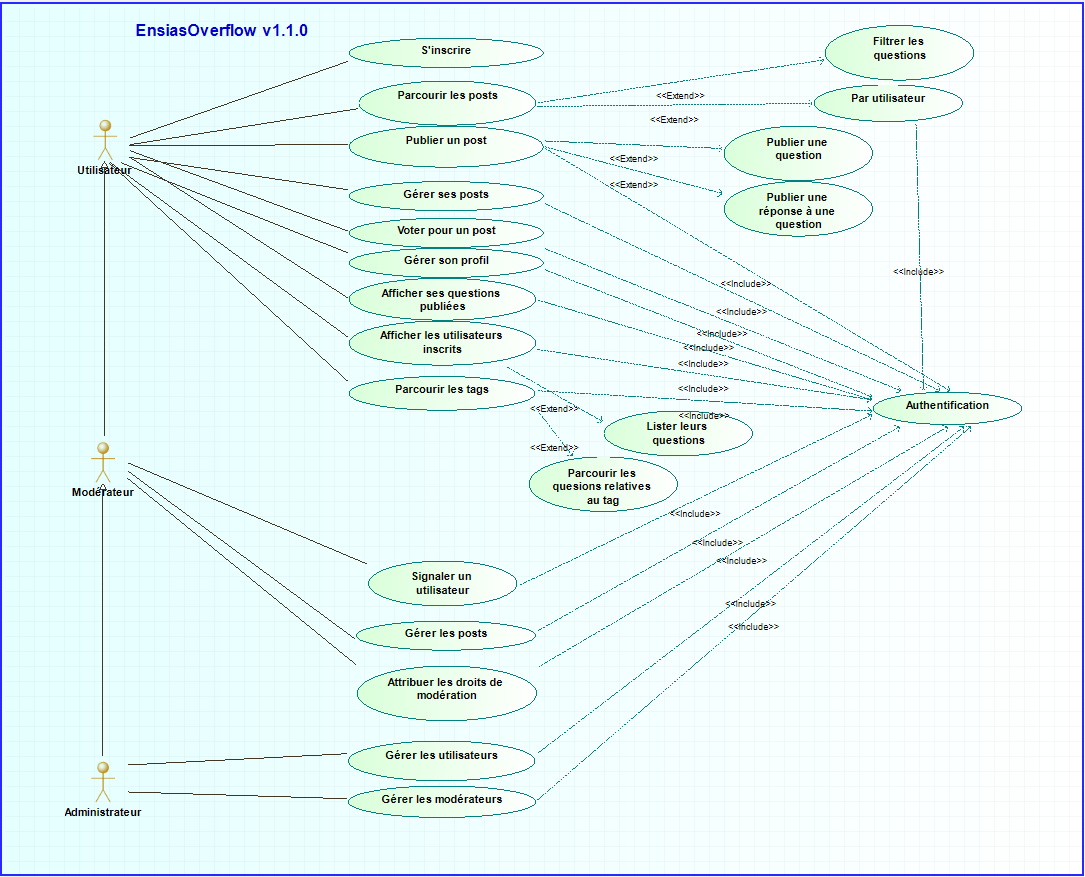 EnsiasOverflow v1.1.0
S'inscrire
Filtrer les
questions
Parcourir les posts
<<Extend>>
Par utilisateur
<<Extend>>
Utilisateur
Publier un post
<<Extend>>
Publier une
question
<<Extend>>
Gérer ses posts
Publier une
réponse à une
question
Voter pour un post
Gérer son profil
<<Include>>
Afficher ses questions
publiées
<<Include>>
<<Include>>
Afficher les utilisateurs
inscrits
<<Include>>
<<Include>>
<<Include>>
Parcourir les tags
<<Include>>
Authentification
<<Extend>>
<<Include>>
Lister leurs
questions
<<Extend>>
Parcourir les
quesions relatives
au tag
Modérateur
<<Include>>
<<Include>>
<<Include>>
Signaler un
utilisateur
<<Include>>
<<Include>>
Gérer les posts
Attribuer les droits de
modération
Gérer les utilisateurs
Gérer les modérateurs
Administrateur